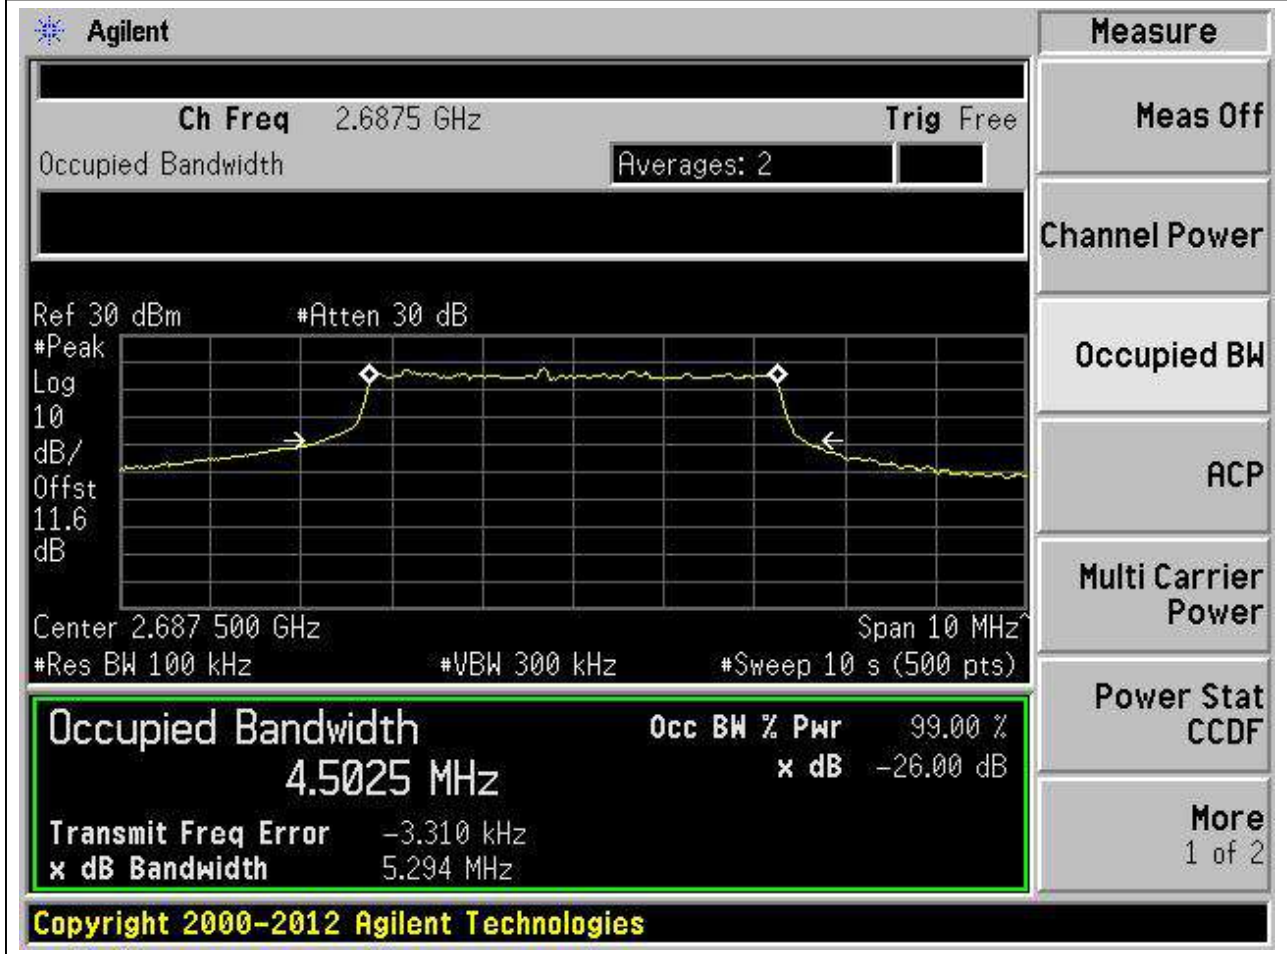 Agilent
Measure
Ch Freq 2.6875 GHz Trig Free
Occupied Bandwidth Averages: 2
Ref 30 dBm #Atten 30 dB
#Peak
Log
10
dB/
Offst
11.6
dB
Center 2.687 500 GHz Span 10 MHz^
#Res BW 100 kHz #VBW 300 kHz #Sweep 10 s (500 pts)
Occupied Bandwidth Occ BW % Pwr 99.00 %
4.5025 MHz x dB -26.00 dB
Transmit Freq Error -3.310 kHz
x dB Bandwidth 5.294 MHz
Copyright 2000-2012 Agilent Technologies
Meas Off
Channel Power
Occupied BW
ACP
Multi Carrier
Power
Power Stat
CCDF
More
1 of 2